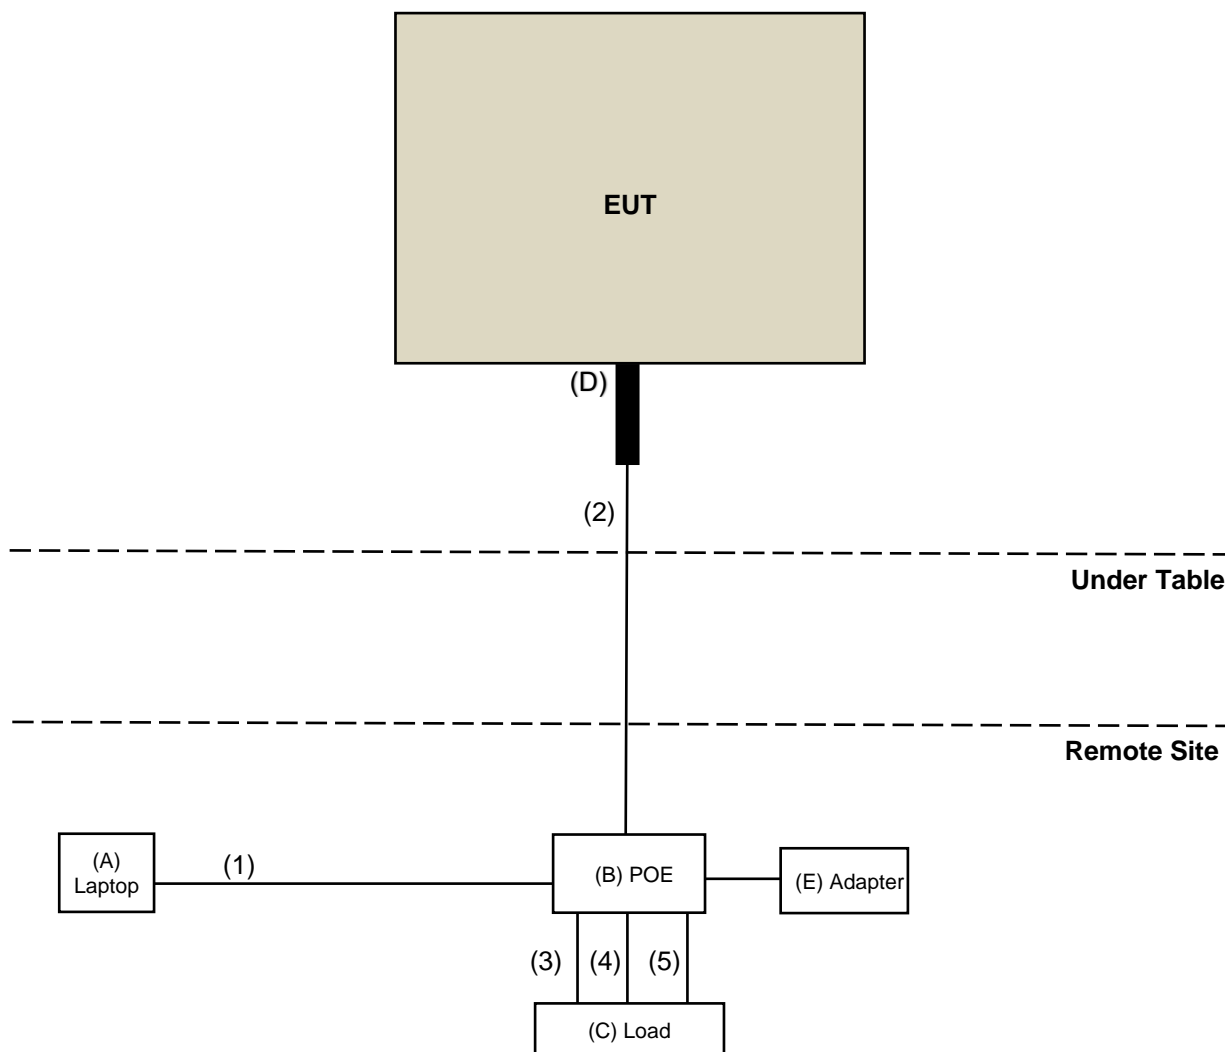 EUT
(D)
(2)
Under Table
Remote Site
(A)
Laptop
(1)
(B) POE
(E) Adapter
(3)
(4)
(5)
(C) Load